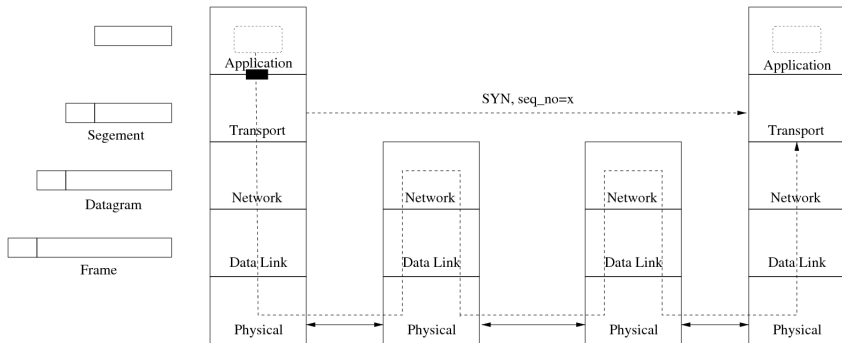 Application
Application
SYN, seq_no=x
Segement
Transport
Transport
Datagram
Network
Network
Network
Network
Frame
Data Link
Data Link
Data Link
Data Link
Physical
Physical
Physical
Physical